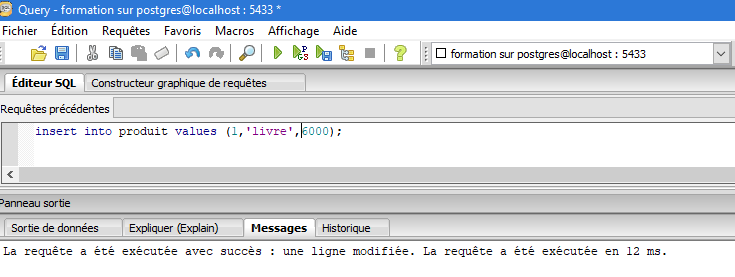 Query - formation sur postgres@localhost : 5433 *
Fichier Édition Requêtes Favoris Macros Affichage Aide
formation sur postgres@localhost : 5433
Éditeur SQL Constructeur graphique de requêtes
Requêtes précédentes
insert into produit values (1,'livre',6000);
Panneau sortie
Sortie de données Expliquer (Explain) Messages Historique
La requête a été exécutée avec succès : une ligne modifiée. La requête a été exécutée en 12 ms.